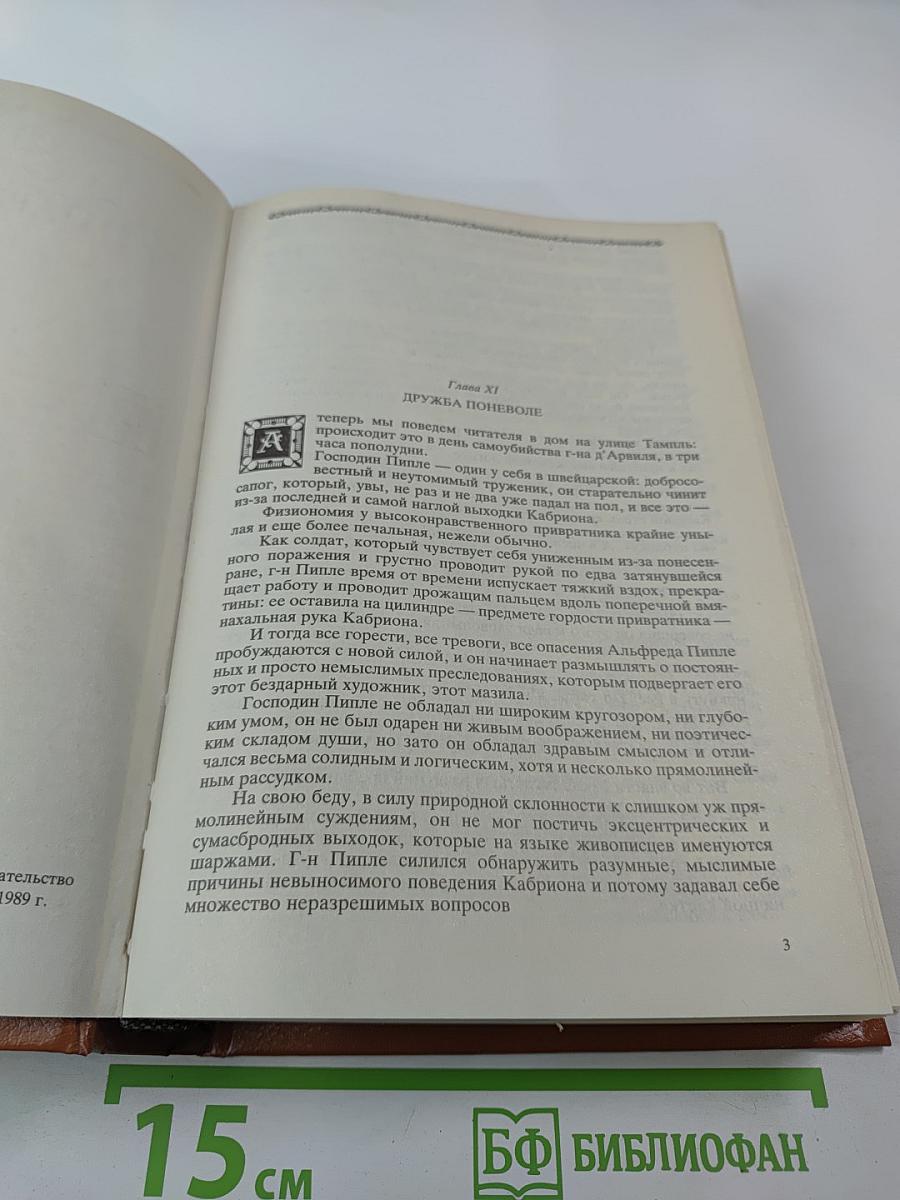 Глава XI
ДРУЖБА ПОНЕВОЛЕ
А теперь мы поведем читателя в дом на улице Тампль:
происходит это в день самоубийства г-на д'Арвиля, в три
часа пополудни.
Господин Пипле — один у себя в швейцарской: добросо-
вестный и неутомимый труженик, он старательно чинит
сапог, который, увы, не раз и не два уже падал на пол, и все это —
из-за последней и самой наглой выходки Кабриона.
Физиономия у высоконравственного привратника крайне уны-
лая и еще более печальная, нежели обычно.
Как солдат, который чувствует себя униженным из-за понесен-
ного поражения и грустно проводит рукой по едва затянувшейся
ране, г-н Пипле время от времени испускает тяжкий вздох, прекра-
щает работу и проводит дрожащим пальцем вдоль поперечной вмя-
тины: ее оставила на цилиндре — предмете гордости привратника —
нахальная рука Кабриона.
И тогда все горести, все тревоги, все опасения Альфреда Пипле
пробуждаются с новой силой, и он начинает размышлять о постоян-
ных и просто немыслимых преследованиях, которым подвергает его
этот бездарный художник, этот мазила.
Господин Пипле не обладал ни широким кругозором, ни глубо-
ким умом, он не был одарен ни живым воображением, ни поэтичес-
ким складом души, но зато он обладал здравым смыслом и отли-
чался весьма солидным и логическим, хотя и несколько прямолиней-
ным рассудком.
На свою беду, в силу природной склонности к слишком уж пря-
молинейным суждениям, он не мог постичь эксцентрических и
сумасбродных выходок, которые на языке живописцев именуются
шаржами. Г-н Пипле силился обнаружить разумные, мыслимые
причины невыносимого поведения Кабриона и потому задавал себе
множество неразрешимых вопросов
3
ательство
1989 г.
15 см
БФ БИБЛИОФАН